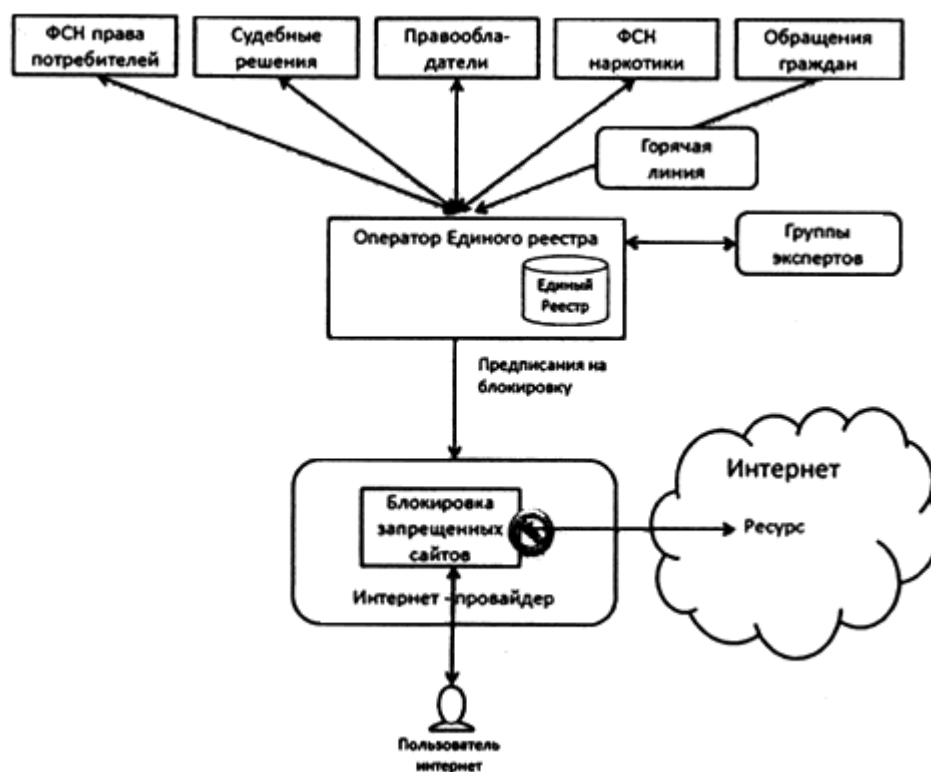 ФСН права
потребителей
Судебные
решения
Правообла-
датели
ФСН
наркотики
Обращения
граждан
Горячая
линия
Оператор Единого реестра
Группы
экспертов
Единый
Реестр
Предписания на
блокировку
Интернет
Блокировка
запрещенных
сайтов
Ресурс
Интернет - провайдер
Пользователь
интернет